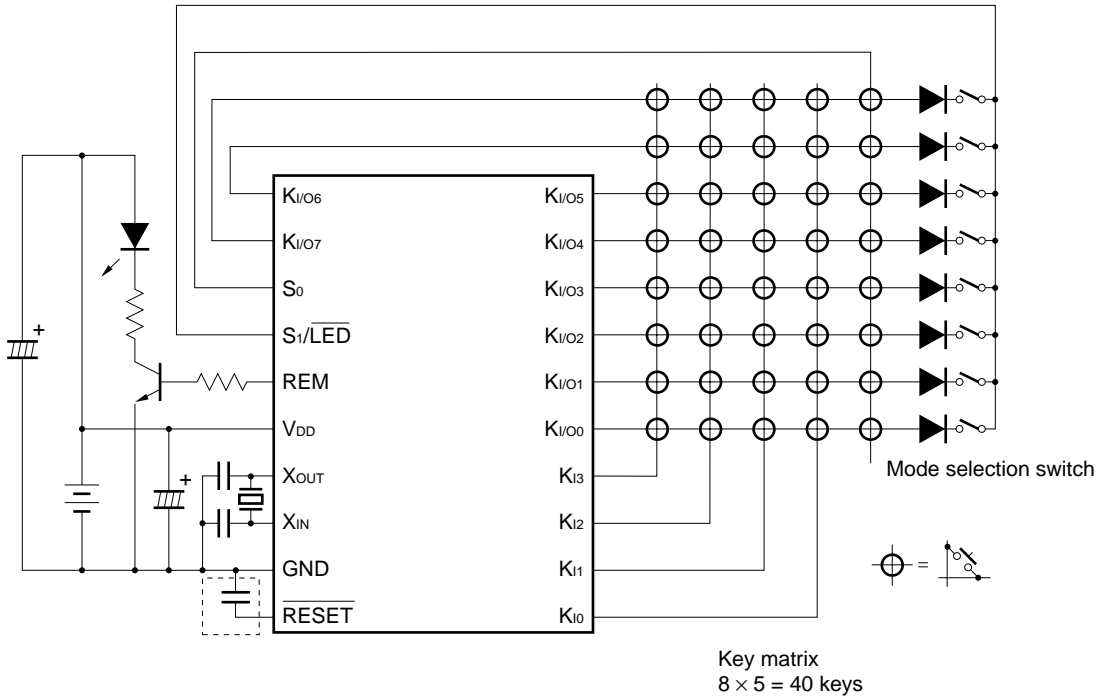 +
+
+
KI/O6
KI/O7
S0
S1/LED
REM
VDD
XOUT
XIN
GND
RESET
KI/O5
KI/O4
KI/O3
KI/O2
KI/O1
KI/O0
KI3
KI2
KI1
KI0
Mode selection switch
=
Key matrix
8 × 5 = 40 keys